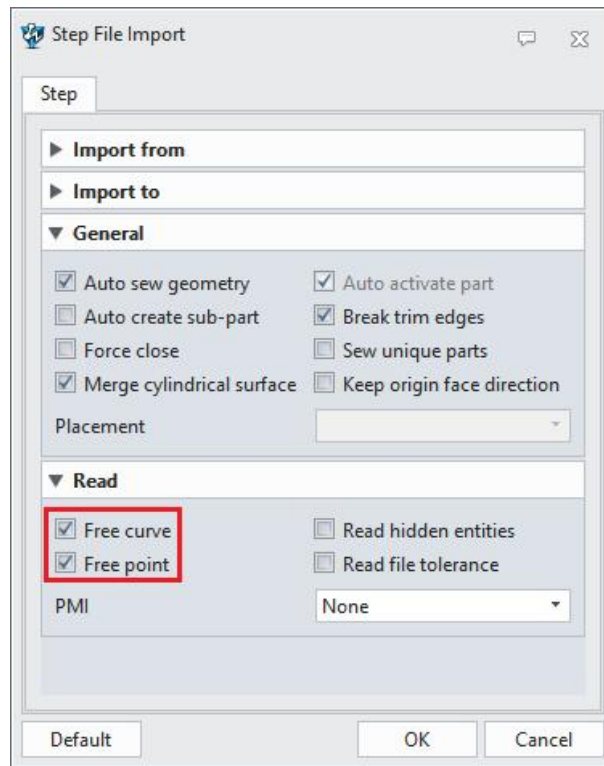 Step File Import
Step
Import from
Import to
General
Auto sew geometry Auto activate part
Auto create sub-part Break trim edges
Force close Sew unique parts
Merge cylindrical surface Keep origin face direction
Placement
Read
Free curve Read hidden entities
Free point Read file tolerance
PMI None
Default OK Cancel